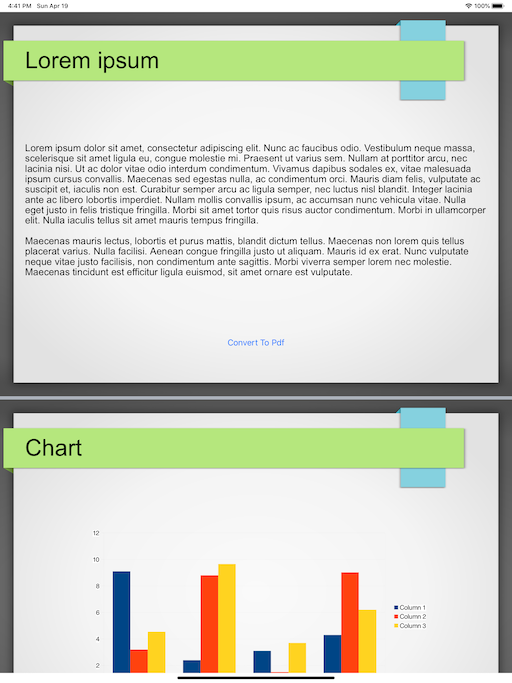 4:41 PM Sun Apr 19 100%
Lorem ipsum
Lorem ipsum dolor sit amet, consectetur adipiscing elit. Nunc ac faucibus odio. Vestibulum neque massa,
scelerisque sit amet ligula eu, congue molestie mi. Praesent ut varius sem. Nullam at porttitor arcu, nec
lacinia nisi. Ut ac dolor vitae odio interdum condimentum. Vivamus dapibus sodales ex, vitae malesuada
ipsum cursus convallis. Maecenas sed egestas nulla, ac condimentum orci. Mauris diam felis, vulputate ac
suscipit et, iaculis non est. Curabitur semper arcu ac ligula semper, nec luctus nisl blandit. Integer lacinia
ante ac libero lobortis imperdiet. Nullam mollis convallis ipsum, ac accumsan nunc vehicula vitae. Nulla
eget justo in felis tristique fringilla. Morbi sit amet tortor quis risus auctor condimentum. Morbi in ullamcorper
elit. Nulla iaculis tellus sit amet mauris tempus fringilla.
Maecenas mauris lectus, lobortis et purus mattis, blandit dictum tellus. Maecenas non lorem quis tellus
placerat varius. Nulla facilisi. Aenean congue fringilla justo ut aliquam. Mauris id ex erat. Nunc vulputate
neque vitae justo facilisis, non condimentum ante sagittis. Morbi viverra semper lorem nec molestie.
Maecenas tincidunt est efficitur ligula euismod, sit amet ornare est vulputate.
Convert To Pdf
Chart
12
10
8
6
4
2
Column 1
Column 2
Column 3